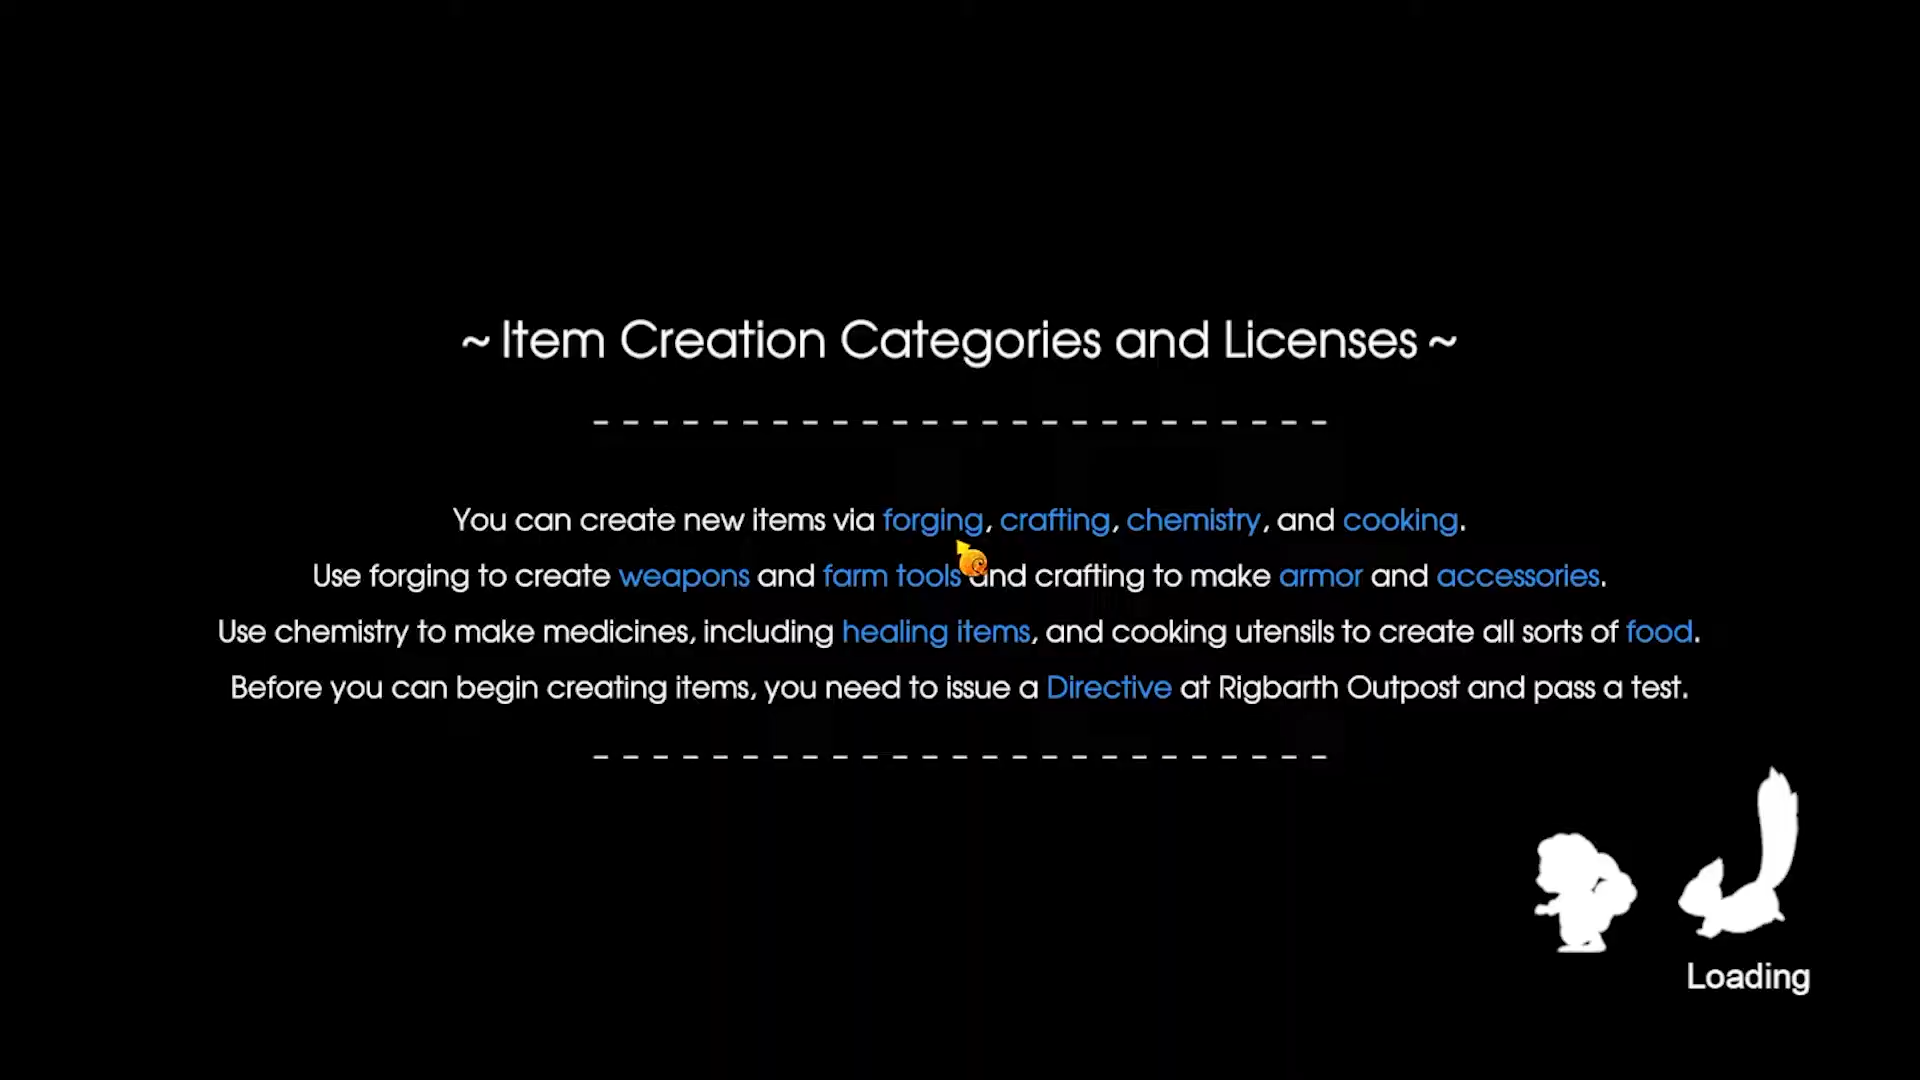 ~ Item Creation Categories and Licenses ~
- - - - - - - - - - - - - - - - - - - - - - - - -
You can create new items via forging, crafting, chemistry, and cooking.
Use forging to create weapons and farm tools and crafting to make armor and accessories.
Use chemistry to make medicines, including healing items, and cooking utensils to create all sorts of food.
Before you can begin creating items, you need to issue a Directive at Rigbarth Outpost and pass a test.
- - - - - - - - - - - - - - - - - - - - - - - - -
Loading